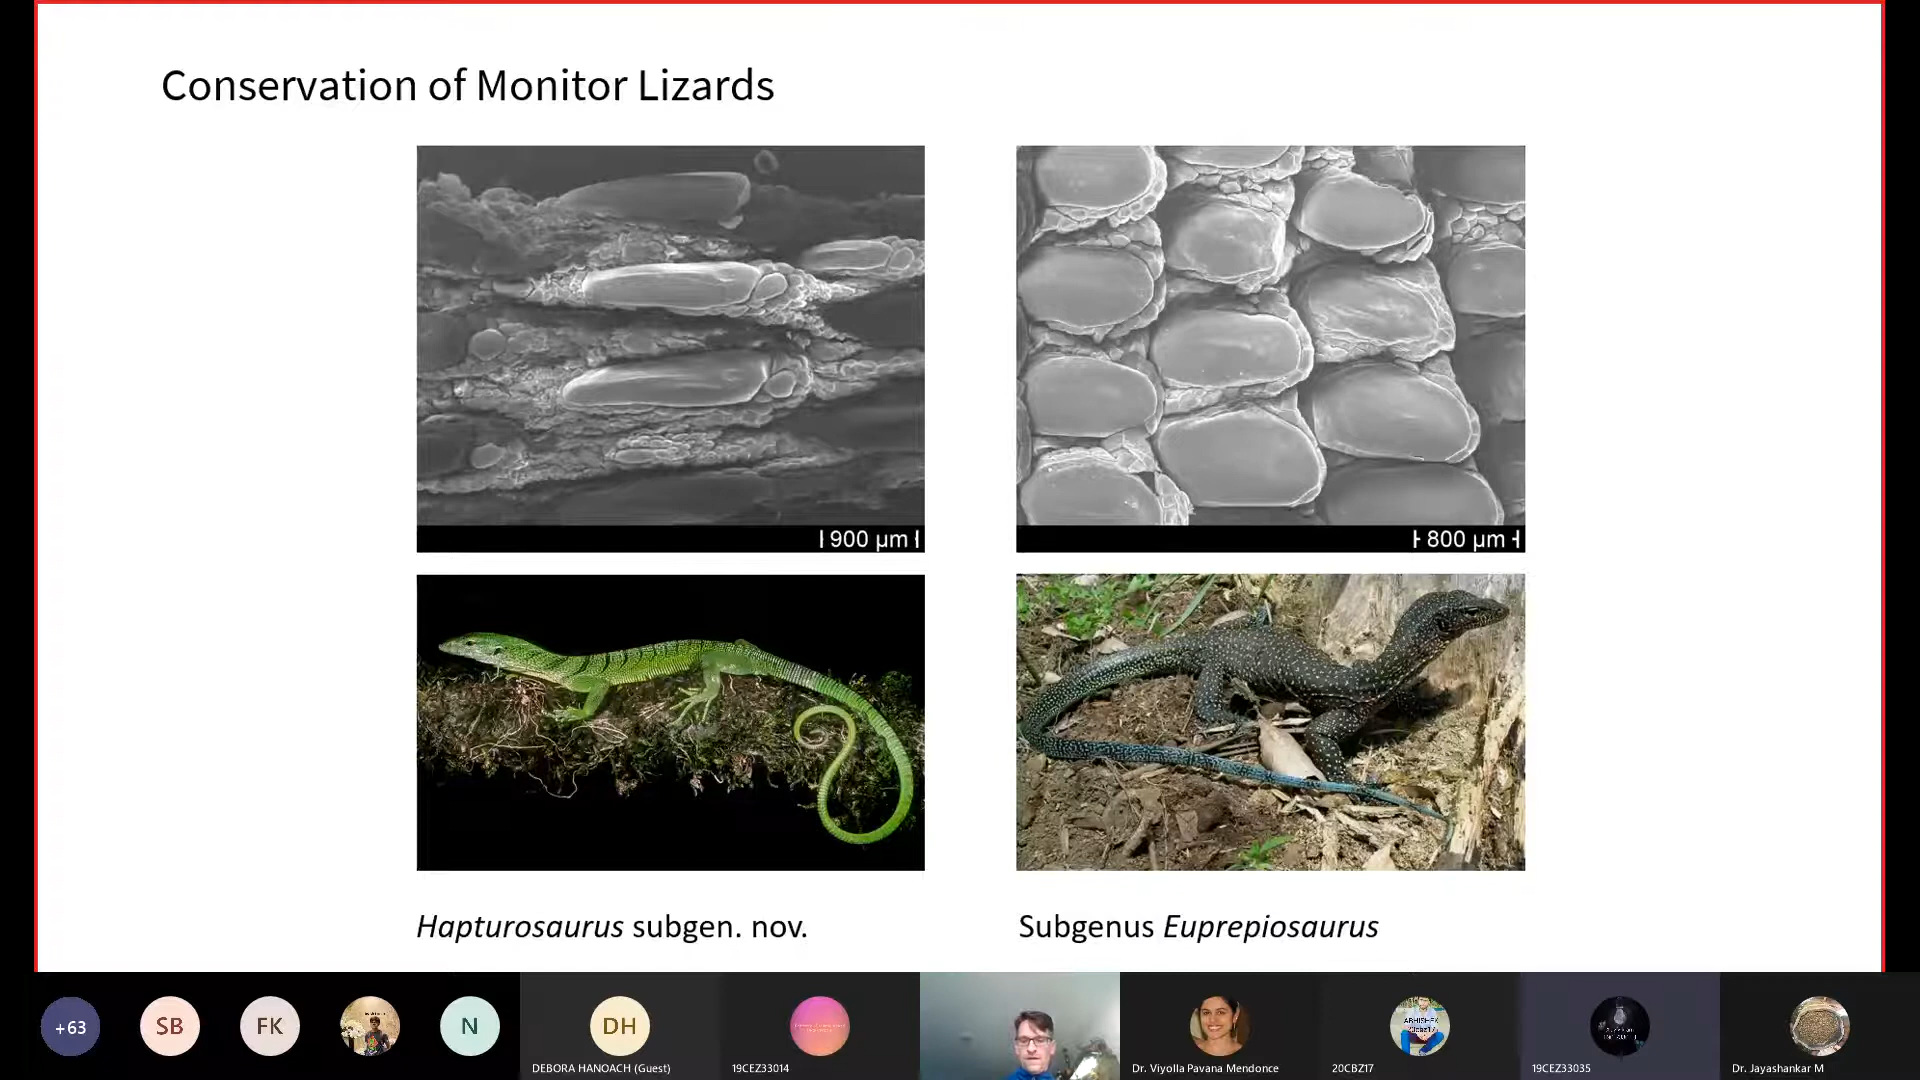 Conservation of Monitor Lizards
900 µm
800 µm
Hapturosaurus subgen. nov.
Subgenus Euprepiosaurus
+63
SB
FK
N
DH
DEBORA HANOACH (Guest)
19CEZ33014
Dr. Viyolla Pavana Mendonce
ABHISHEK
20CBZ17
19CEZ33035
Dr. Jayashankar M